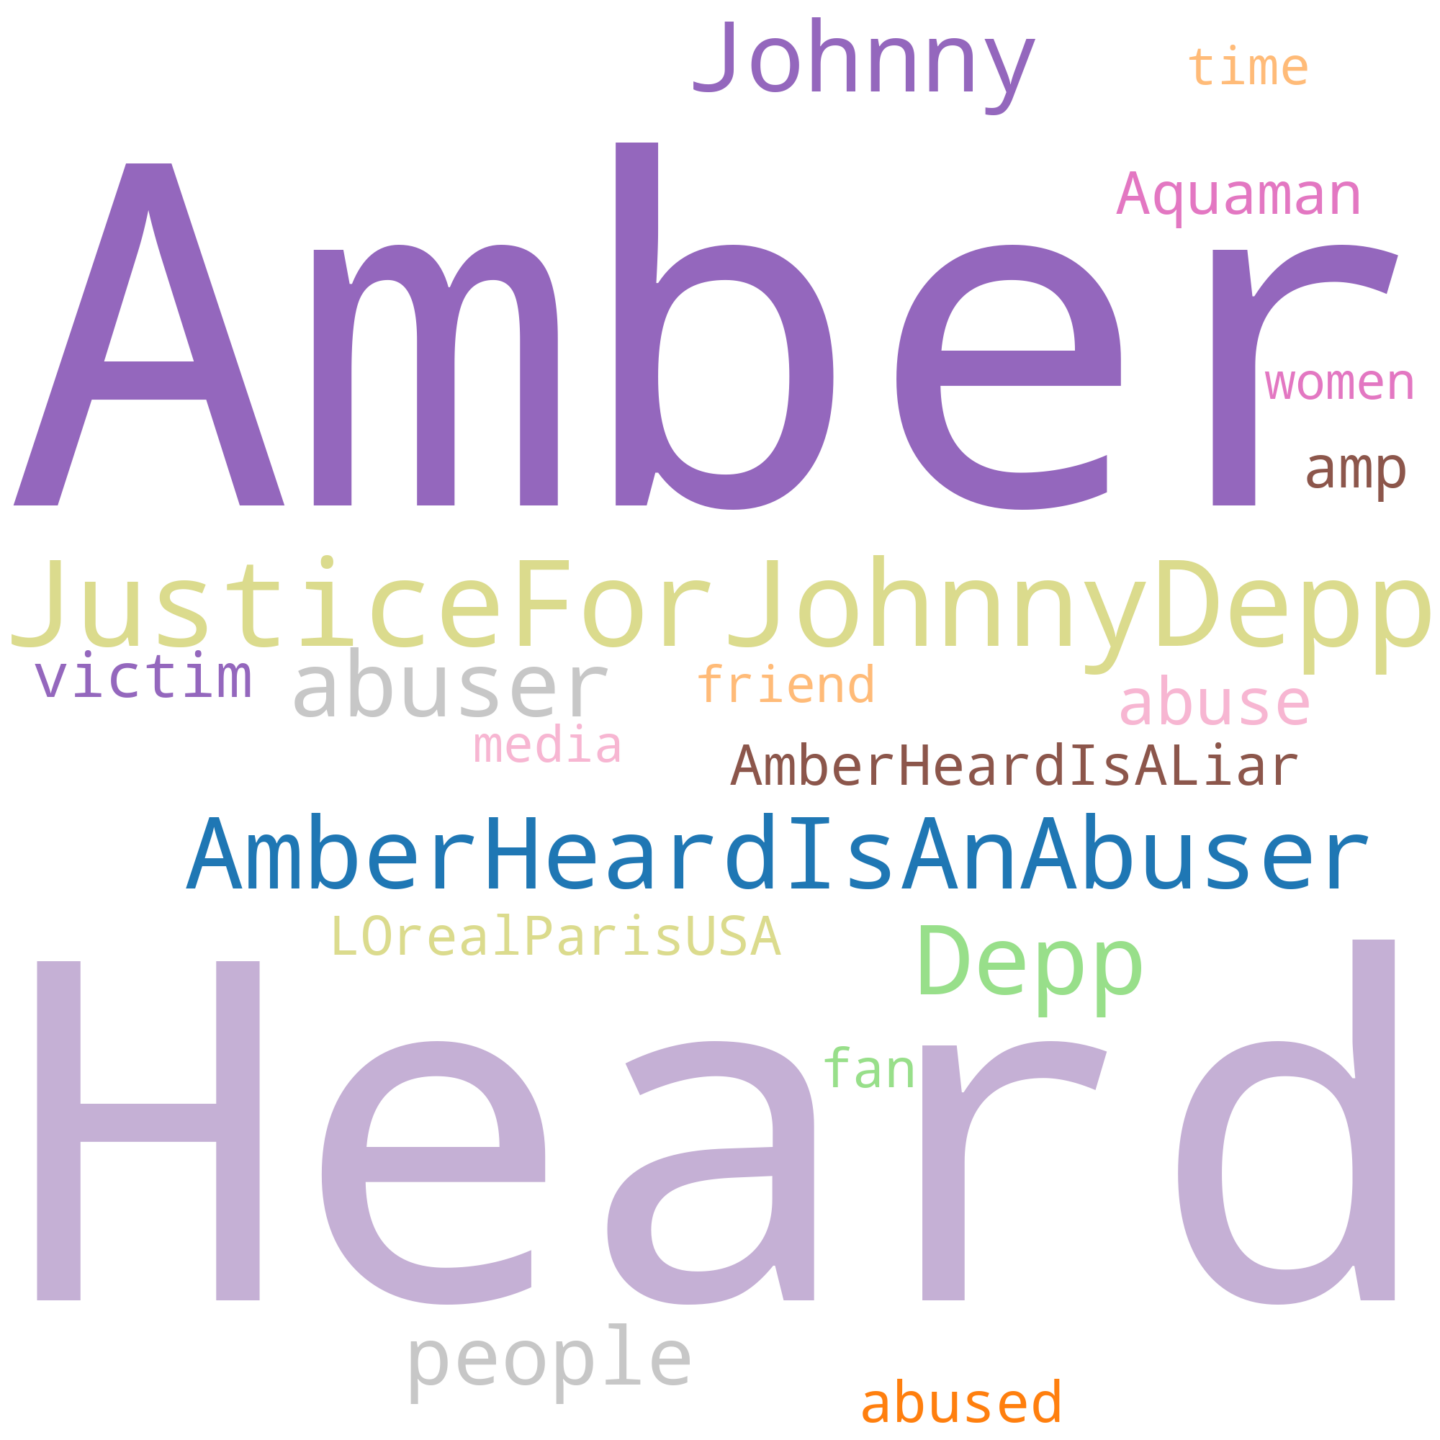 Johnny
time
Amber
Aquaman
women
amp
JusticeForJohnnyDepp
victim
abuser
friend
abuse
media
AmberHeardIsALiar
AmberHeardIsAnAbuser
LOrealParisUSA
Depp
Heard
fan
people
abused